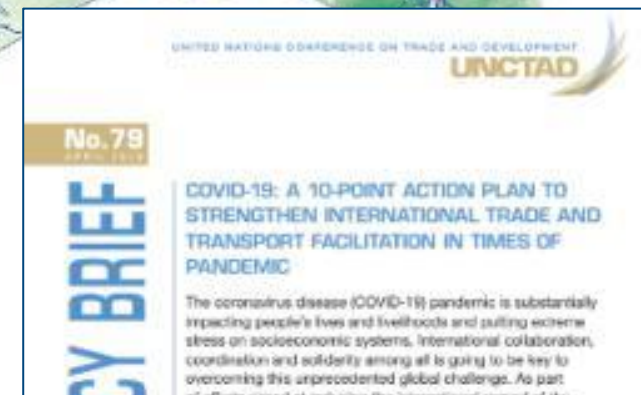 UNITED NATIONS CONFERENCE ON TRADE AND DEVELOPMENT
UNCTAD
No.79
CY BRIEF
COVID-19: A 10-POINT ACTION PLAN TO
STRENGTHEN INTERNATIONAL TRADE AND
TRANSPORT FACILITATION IN TIMES OF
PANDEMIC
The coronavirus disease (COVID-19) pandemic is substantially
impacting people's lives and livelihoods and putting extreme
stress on socioeconomic systems. International collaboration,
coordination and solidarity among all is going to be key to
overcoming this unprecedented global challenge. As part